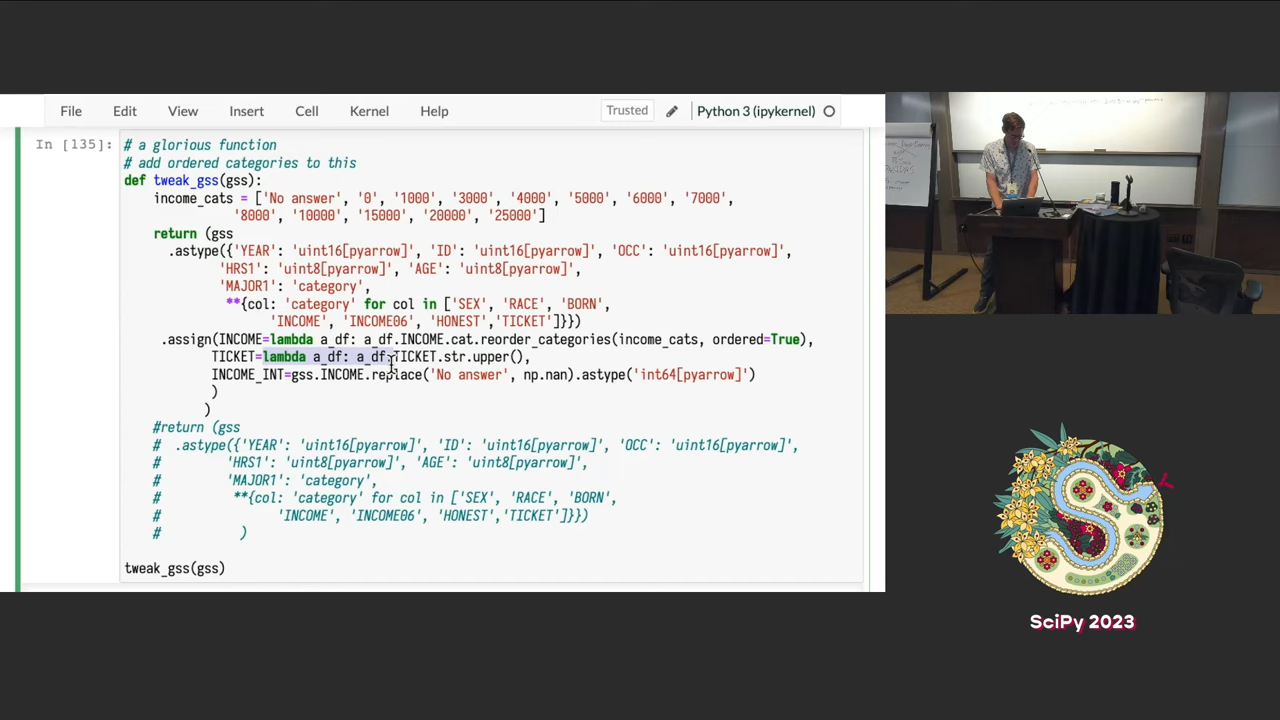 File Edit View Insert Cell Kernel Help Trusted Python 3 (ipykernel)
In [135]:
# a glorious function
# add ordered categories to this
def tweak_gss(gss):
income_cats = ['No answer', '0', '1000', '3000', '4000', '5000', '6000', '7000',
'8000', '10000', '15000', '20000', '25000']
return (gss
.astype({'YEAR': 'uint16[pyarrow]', 'ID': 'uint16[pyarrow]', 'OCC': 'uint16[pyarrow]',
'HRS1': 'uint8[pyarrow]', 'AGE': 'uint8[pyarrow]',
'MAJOR1': 'category',
**{col: 'category' for col in ['SEX', 'RACE', 'BORN',
'INCOME', 'INCOME06', 'HONEST','TICKET']}})
.assign(INCOME=lambda a_df: a_df.INCOME.cat.reorder_categories(income_cats, ordered=True),
TICKET=lambda a_df: a_df.TICKET.str.upper(),
INCOME_INT=gss.INCOME.replace('No answer', np.nan).astype('int64[pyarrow]')
)
)
#return (gss
# .astype({'YEAR': 'uint16[pyarrow]', 'ID': 'uint16[pyarrow]', 'OCC': 'uint16[pyarrow]',
# 'HRS1': 'uint8[pyarrow]', 'AGE': 'uint8[pyarrow]',
# 'MAJOR1': 'category',
# **{col: 'category' for col in ['SEX', 'RACE', 'BORN',
# 'INCOME', 'INCOME06', 'HONEST','TICKET']}})
# )
tweak_gss(gss)
SciPy 2023